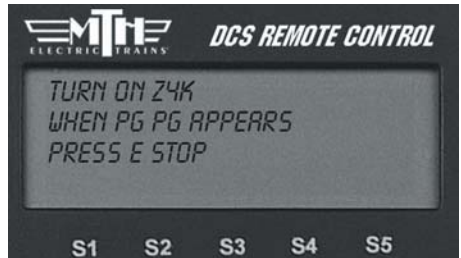 MTH
ELECTRIC TRAINS
DCS REMOTE CONTROL
TURN ON Z4K
WHEN PG PG APPEARS
PRESS E STOP
S1 S2 S3 S4 S5